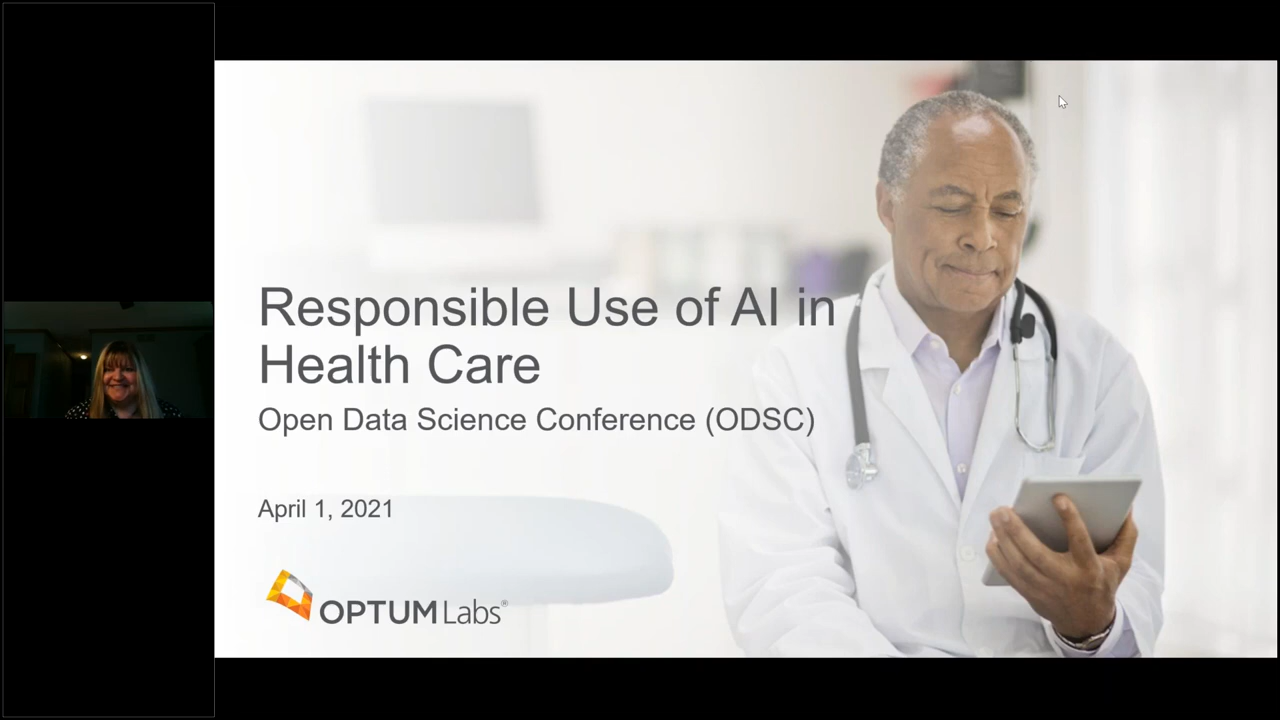 Responsible Use of AI in
Health Care
Open Data Science Conference (ODSC)
April 1, 2021
OPTUM Labs®